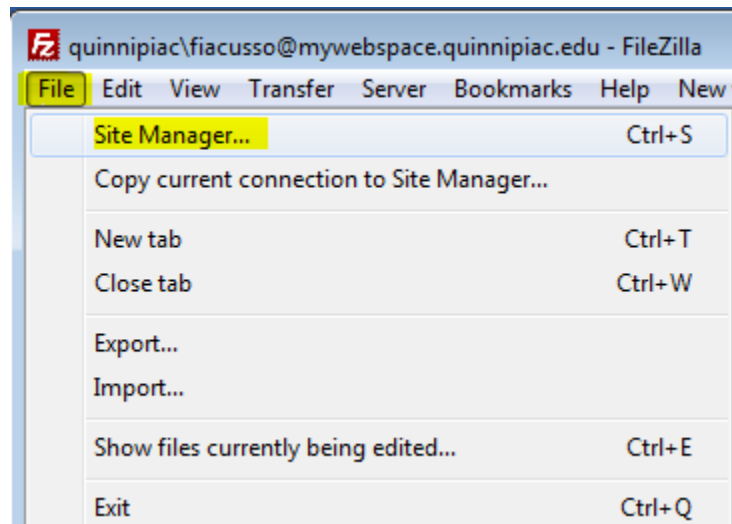 Fz quinnipiac\fiacusso@mywebspace.quinnipiac.edu - FileZilla
File Edit View Transfer Server Bookmarks Help New
Site Manager... Ctrl+S
Copy current connection to Site Manager...
New tab Ctrl+T
Close tab Ctrl+W
Export...
Import...
Show files currently being edited... Ctrl+E
Exit Ctrl+Q